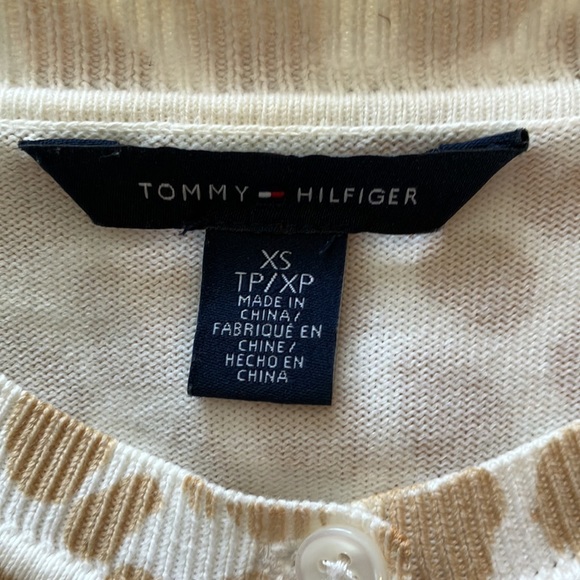 TOMMY HILFIGER
XS
TP/XP
MADE IN
CHINA/
FABRIQUÉ EN
CHINE/
HECHO EN
CHINA